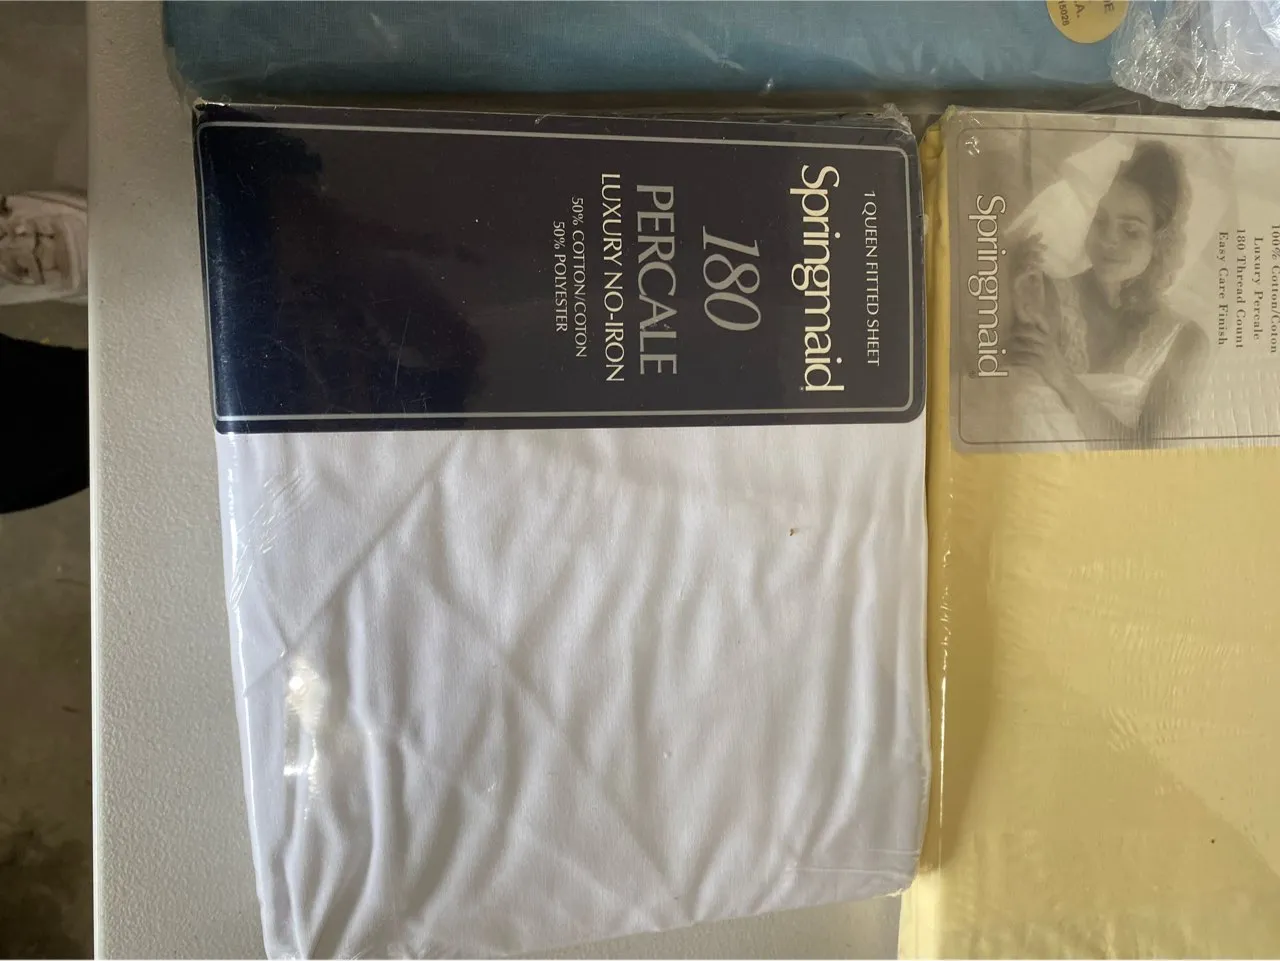 1 QUEEN FITTED SHEET
Springmaid
180
PERCALE
LUXURY NO-IRON
50% COTTON/COTON
50% POLYESTER
Springmaid
100% Cotton/Coton
Luxury Percale
180 Thread Count
Easy Care Finish